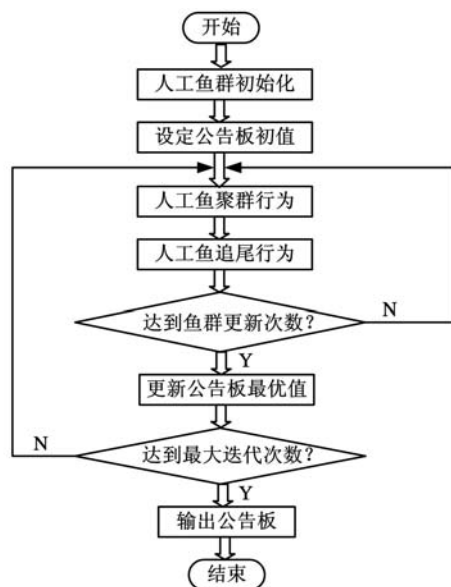 开始
人工鱼群初始化
设定公告板初值
人工鱼聚群行为
人工鱼追尾行为
达到鱼群更新次数?
N
Y
更新公告板最优值
N
达到最大迭代次数?
Y
输出公告板
结束